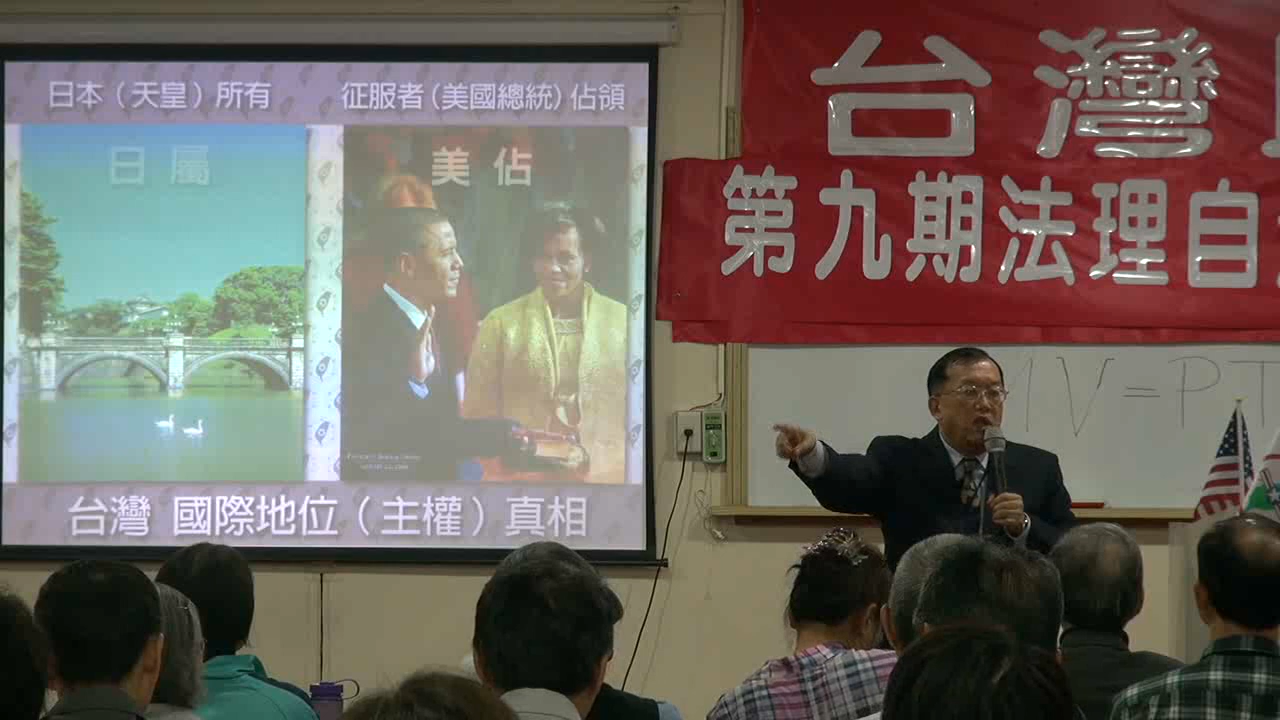 日本（天皇）所有
征服者（美國總統）佔領
日屬
美佔
台灣 國際地位（主權）真相
台灣
第九期法理自
MV=PT